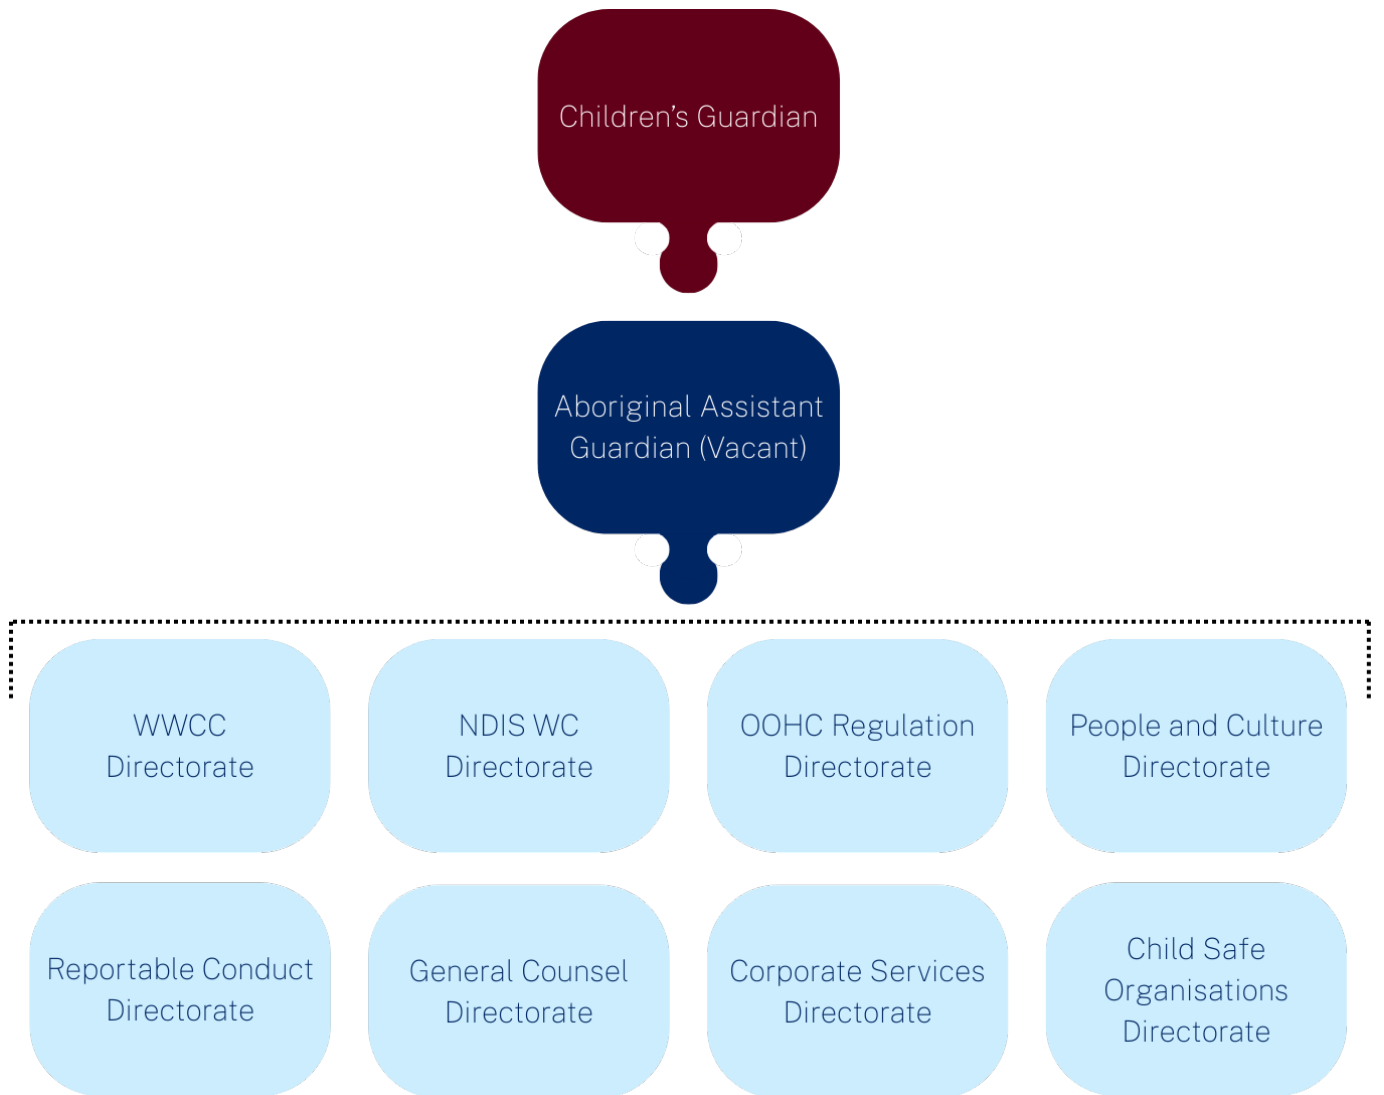 Children’s Guardian
Aboriginal Assistant
Guardian (Vacant)
WWCC
Directorate
NDIS WC
Directorate
OOHC Regulation
Directorate
People and Culture
Directorate
Reportable Conduct
Directorate
General Counsel
Directorate
Corporate Services
Directorate
Child Safe
Organisations
Directorate